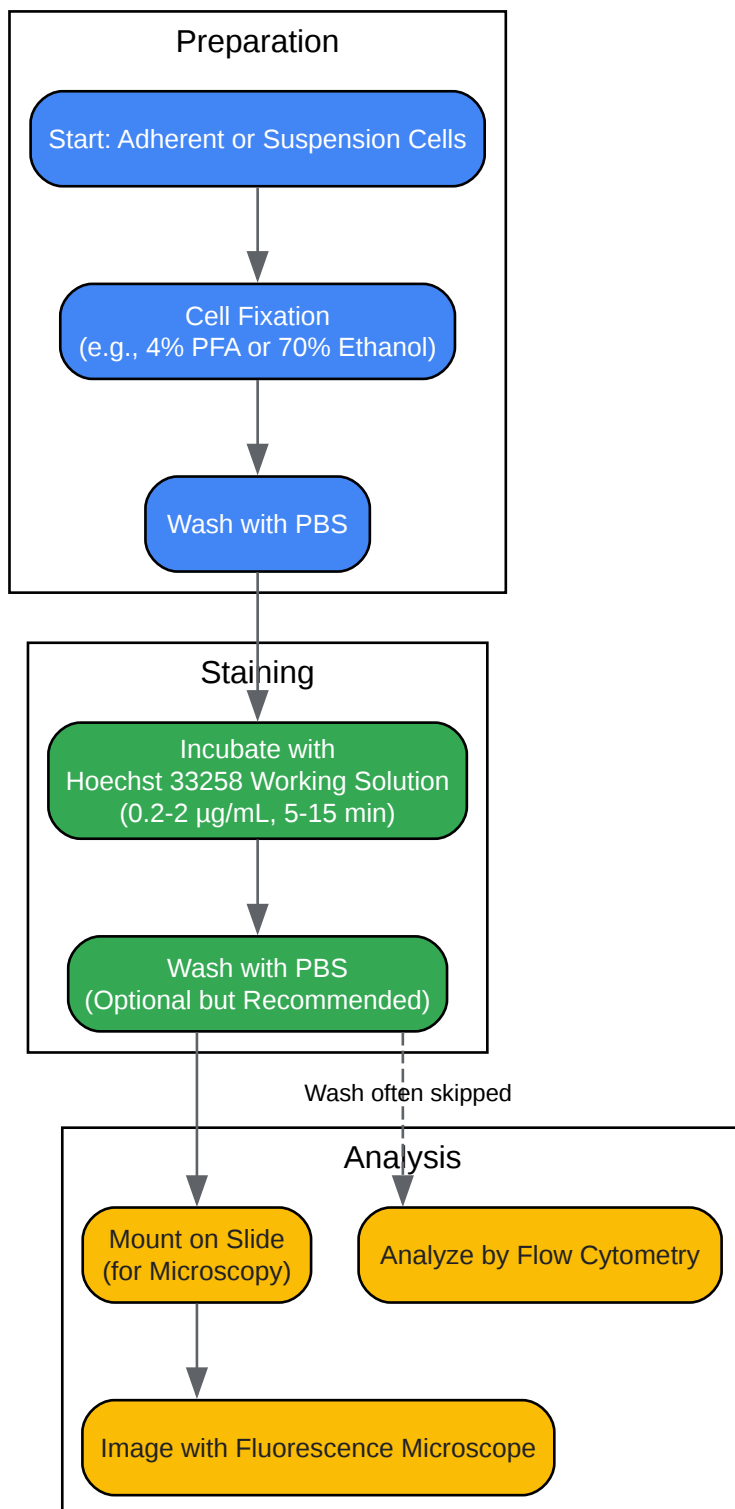 Preparation
Start: Adherent or Suspension Cells
Cell Fixation
(e.g., 4% PFA or 70% Ethanol)
Wash with PBS
Staining
Incubate with
Hoechst 33258 Working Solution
(0.2-2 µg/mL, 5-15 min)
Wash with PBS
(Optional but Recommended)
Wash often skipped
Analysis
Mount on Slide
(for Microscopy)
Analyze by Flow Cytometry
Image with Fluorescence Microscope